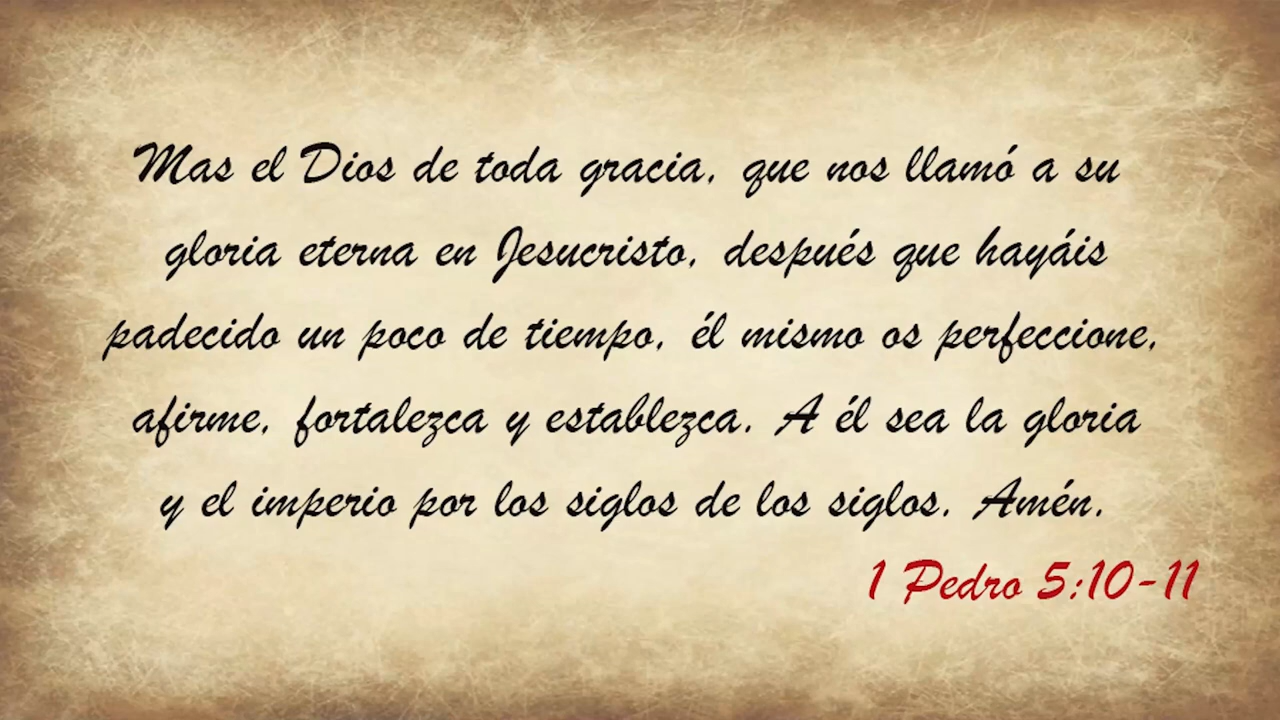 Mas el Dios de toda gracia, que nos llamó a su
gloria eterna en Jesucristo, después que hayáis
padecido un poco de tiempo, él mismo os perfeccione,
afirme, fortalezca y establezca. A él sea la gloria
y el imperio por los siglos de los siglos. Amén.
1 Pedro 5:10-11